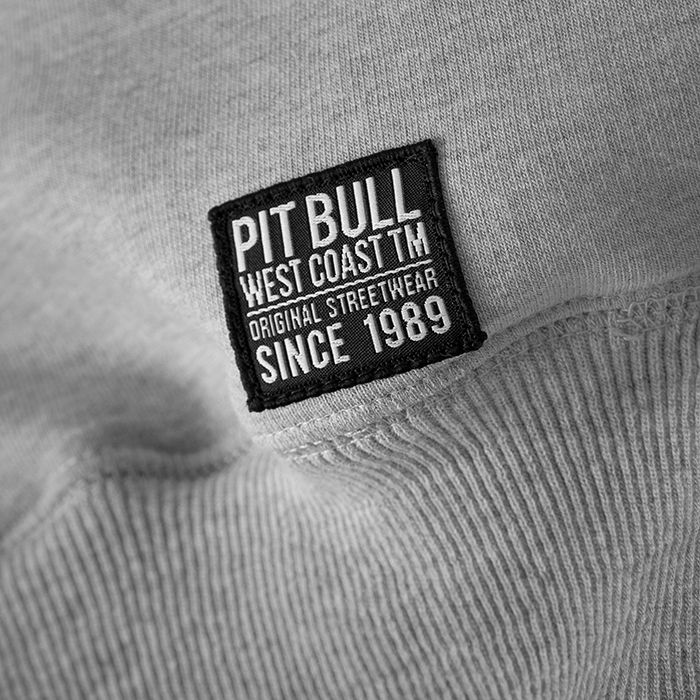 PIT BULL
WEST COAST TM
ORIGINAL STREETWEAR
SINCE 1989